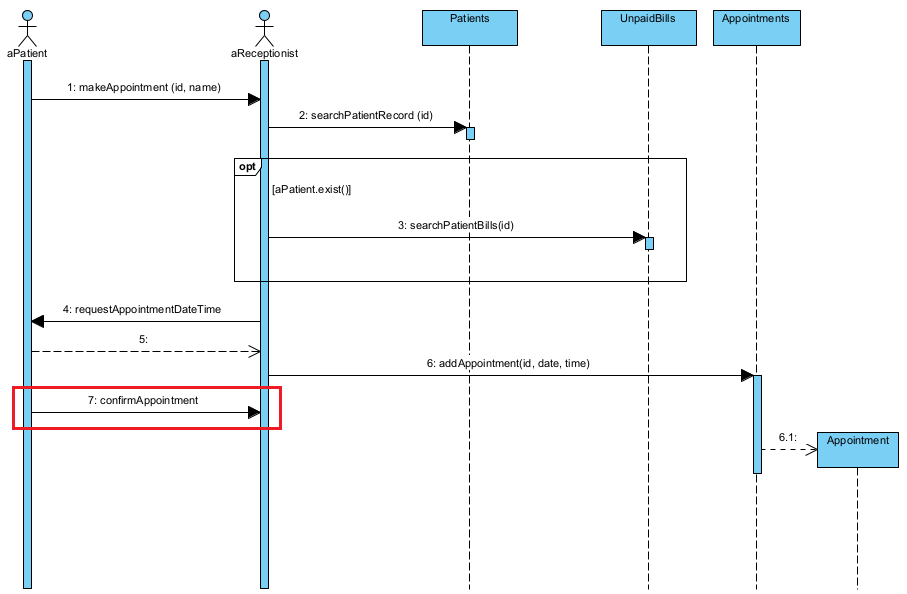 Patients
UnpaidBills
Appointments
aPatient
aReceptionist
1: makeAppointment (id, name)
2: searchPatientRecord (id)
opt
[aPatient.exist()]
3: searchPatientBills(id)
4: requestAppointmentDateTime
5:
6: addAppointment(id, date, time)
7: confirmAppointment
6.1:
Appointment